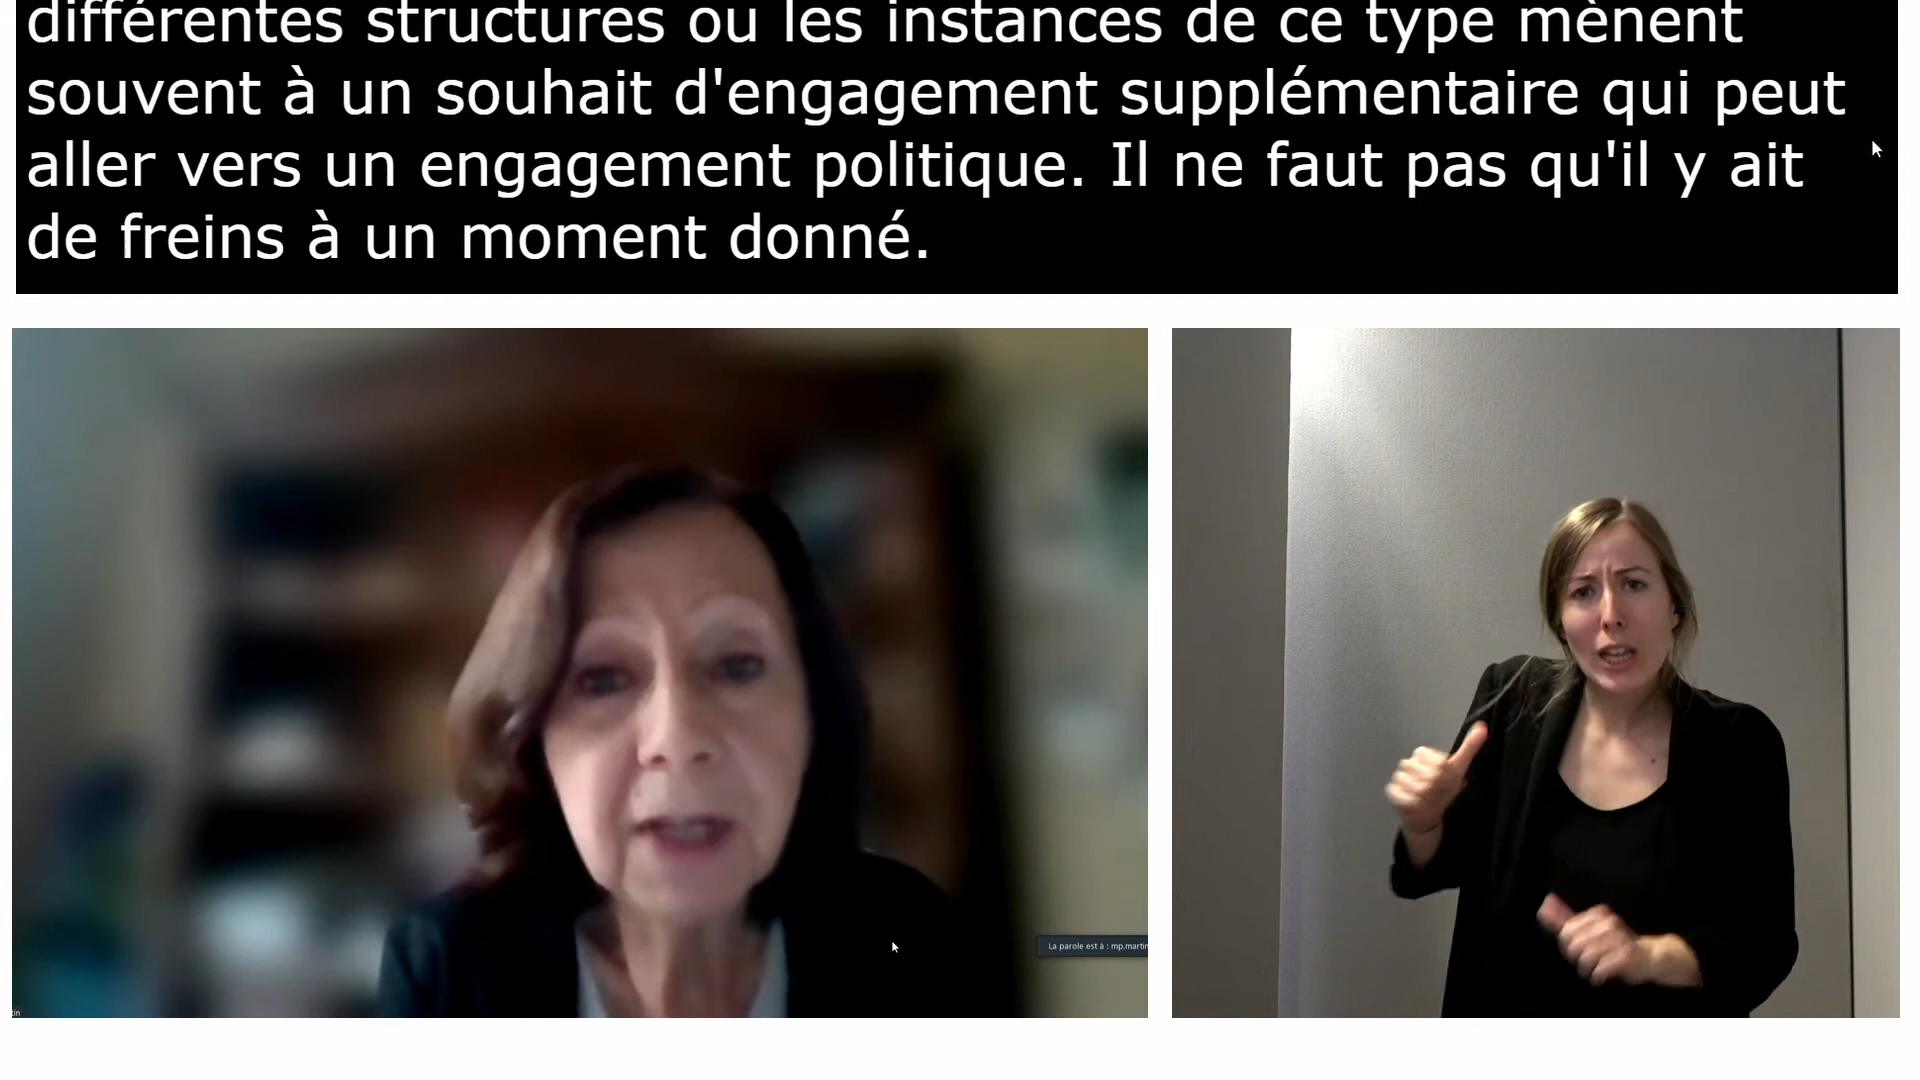 différentes structures ou les instances de ce type mènent
souvent à un souhait d'engagement supplémentaire qui peut
aller vers un engagement politique. Il ne faut pas qu'il y ait
de freins à un moment donné.
La parole est à : mp.martin